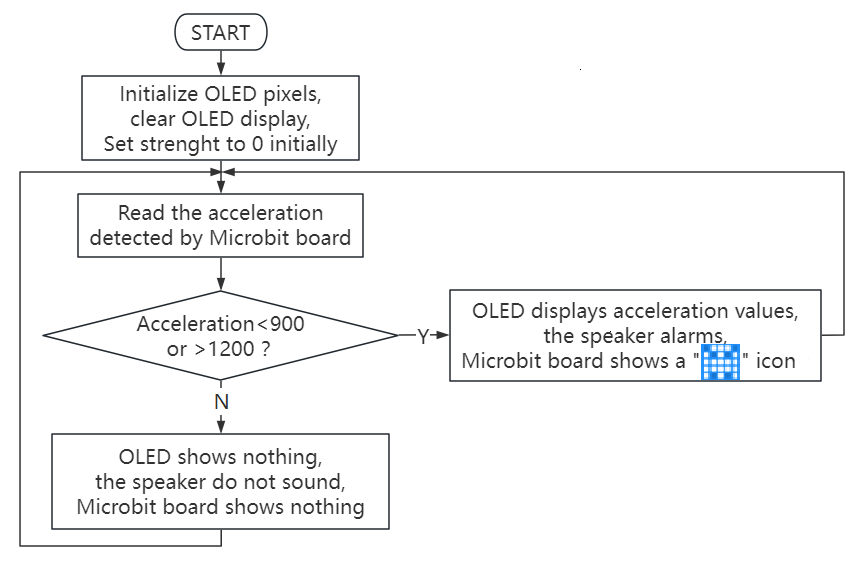 START
Initialize OLED pixels,
clear OLED display,
Set strenght to 0 initially
Read the acceleration
detected by Microbit board
Acceleration<900
or >1200 ?
Y
OLED displays acceleration values,
the speaker alarms,
Microbit board shows a " " icon
N
OLED shows nothing,
the speaker do not sound,
Microbit board shows nothing